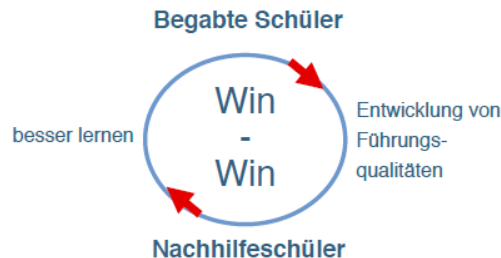 Begabte Schüler
Win
-
Win
besser lernen
Entwicklung von
Führungs-
qualitäten
Nachhilfeschüler